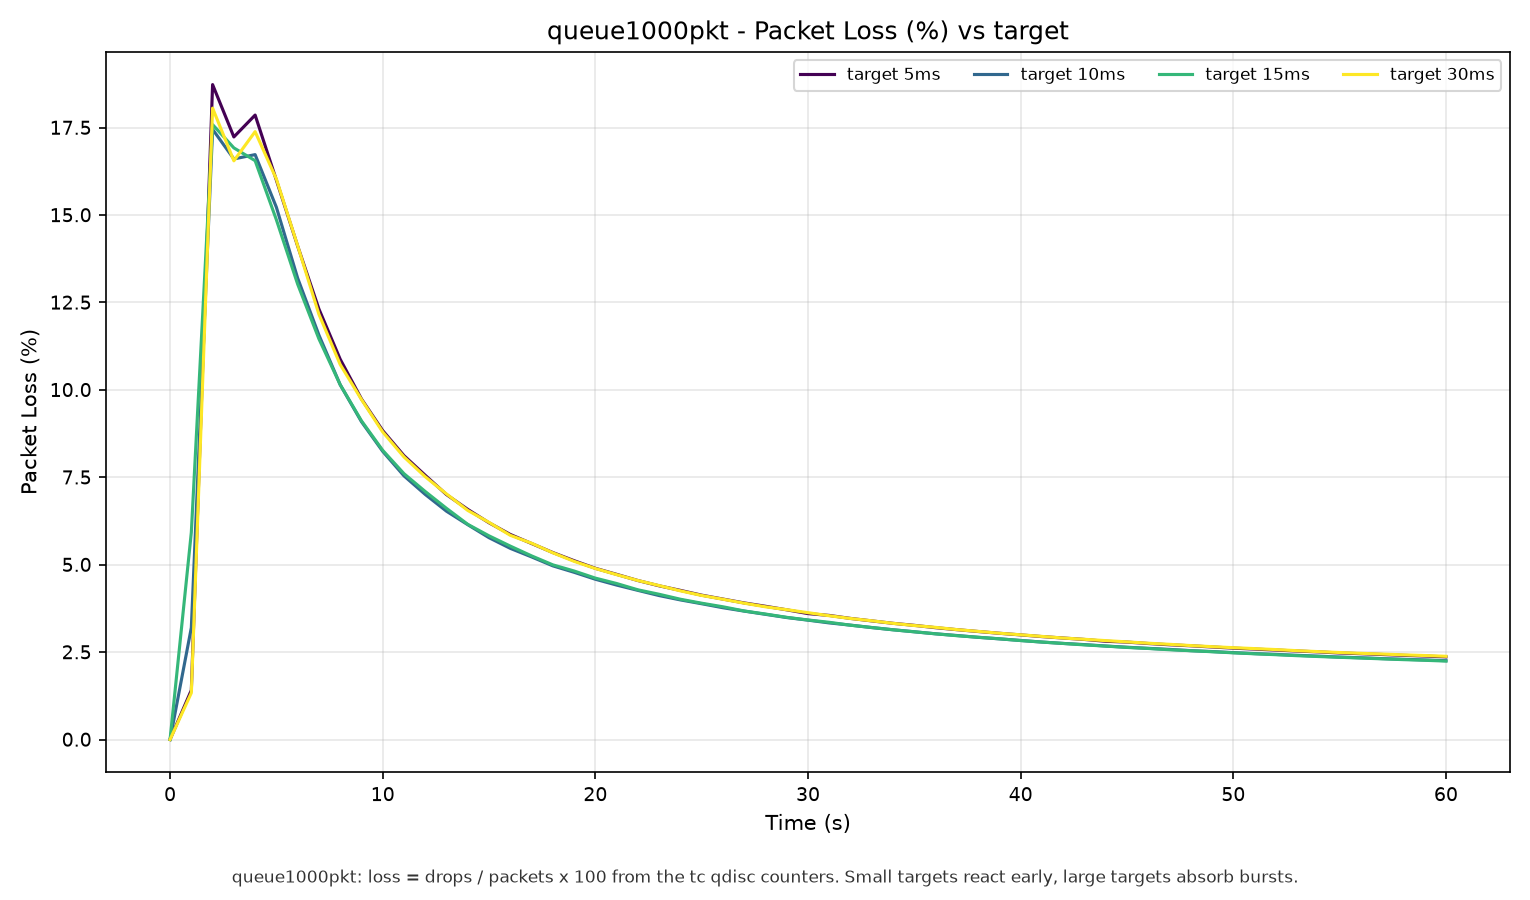 queue1000pkt - Packet Loss (%) vs target
target 5ms target 10ms target 15ms target 30ms
Packet Loss (%)
17.5
15.0
12.5
10.0
7.5
5.0
2.5
0.0
0 10 20 30 40 50 60
Time (s)
queue1000pkt: loss = drops / packets x 100 from the tc qdisc counters. Small targets react early, large targets absorb bursts.